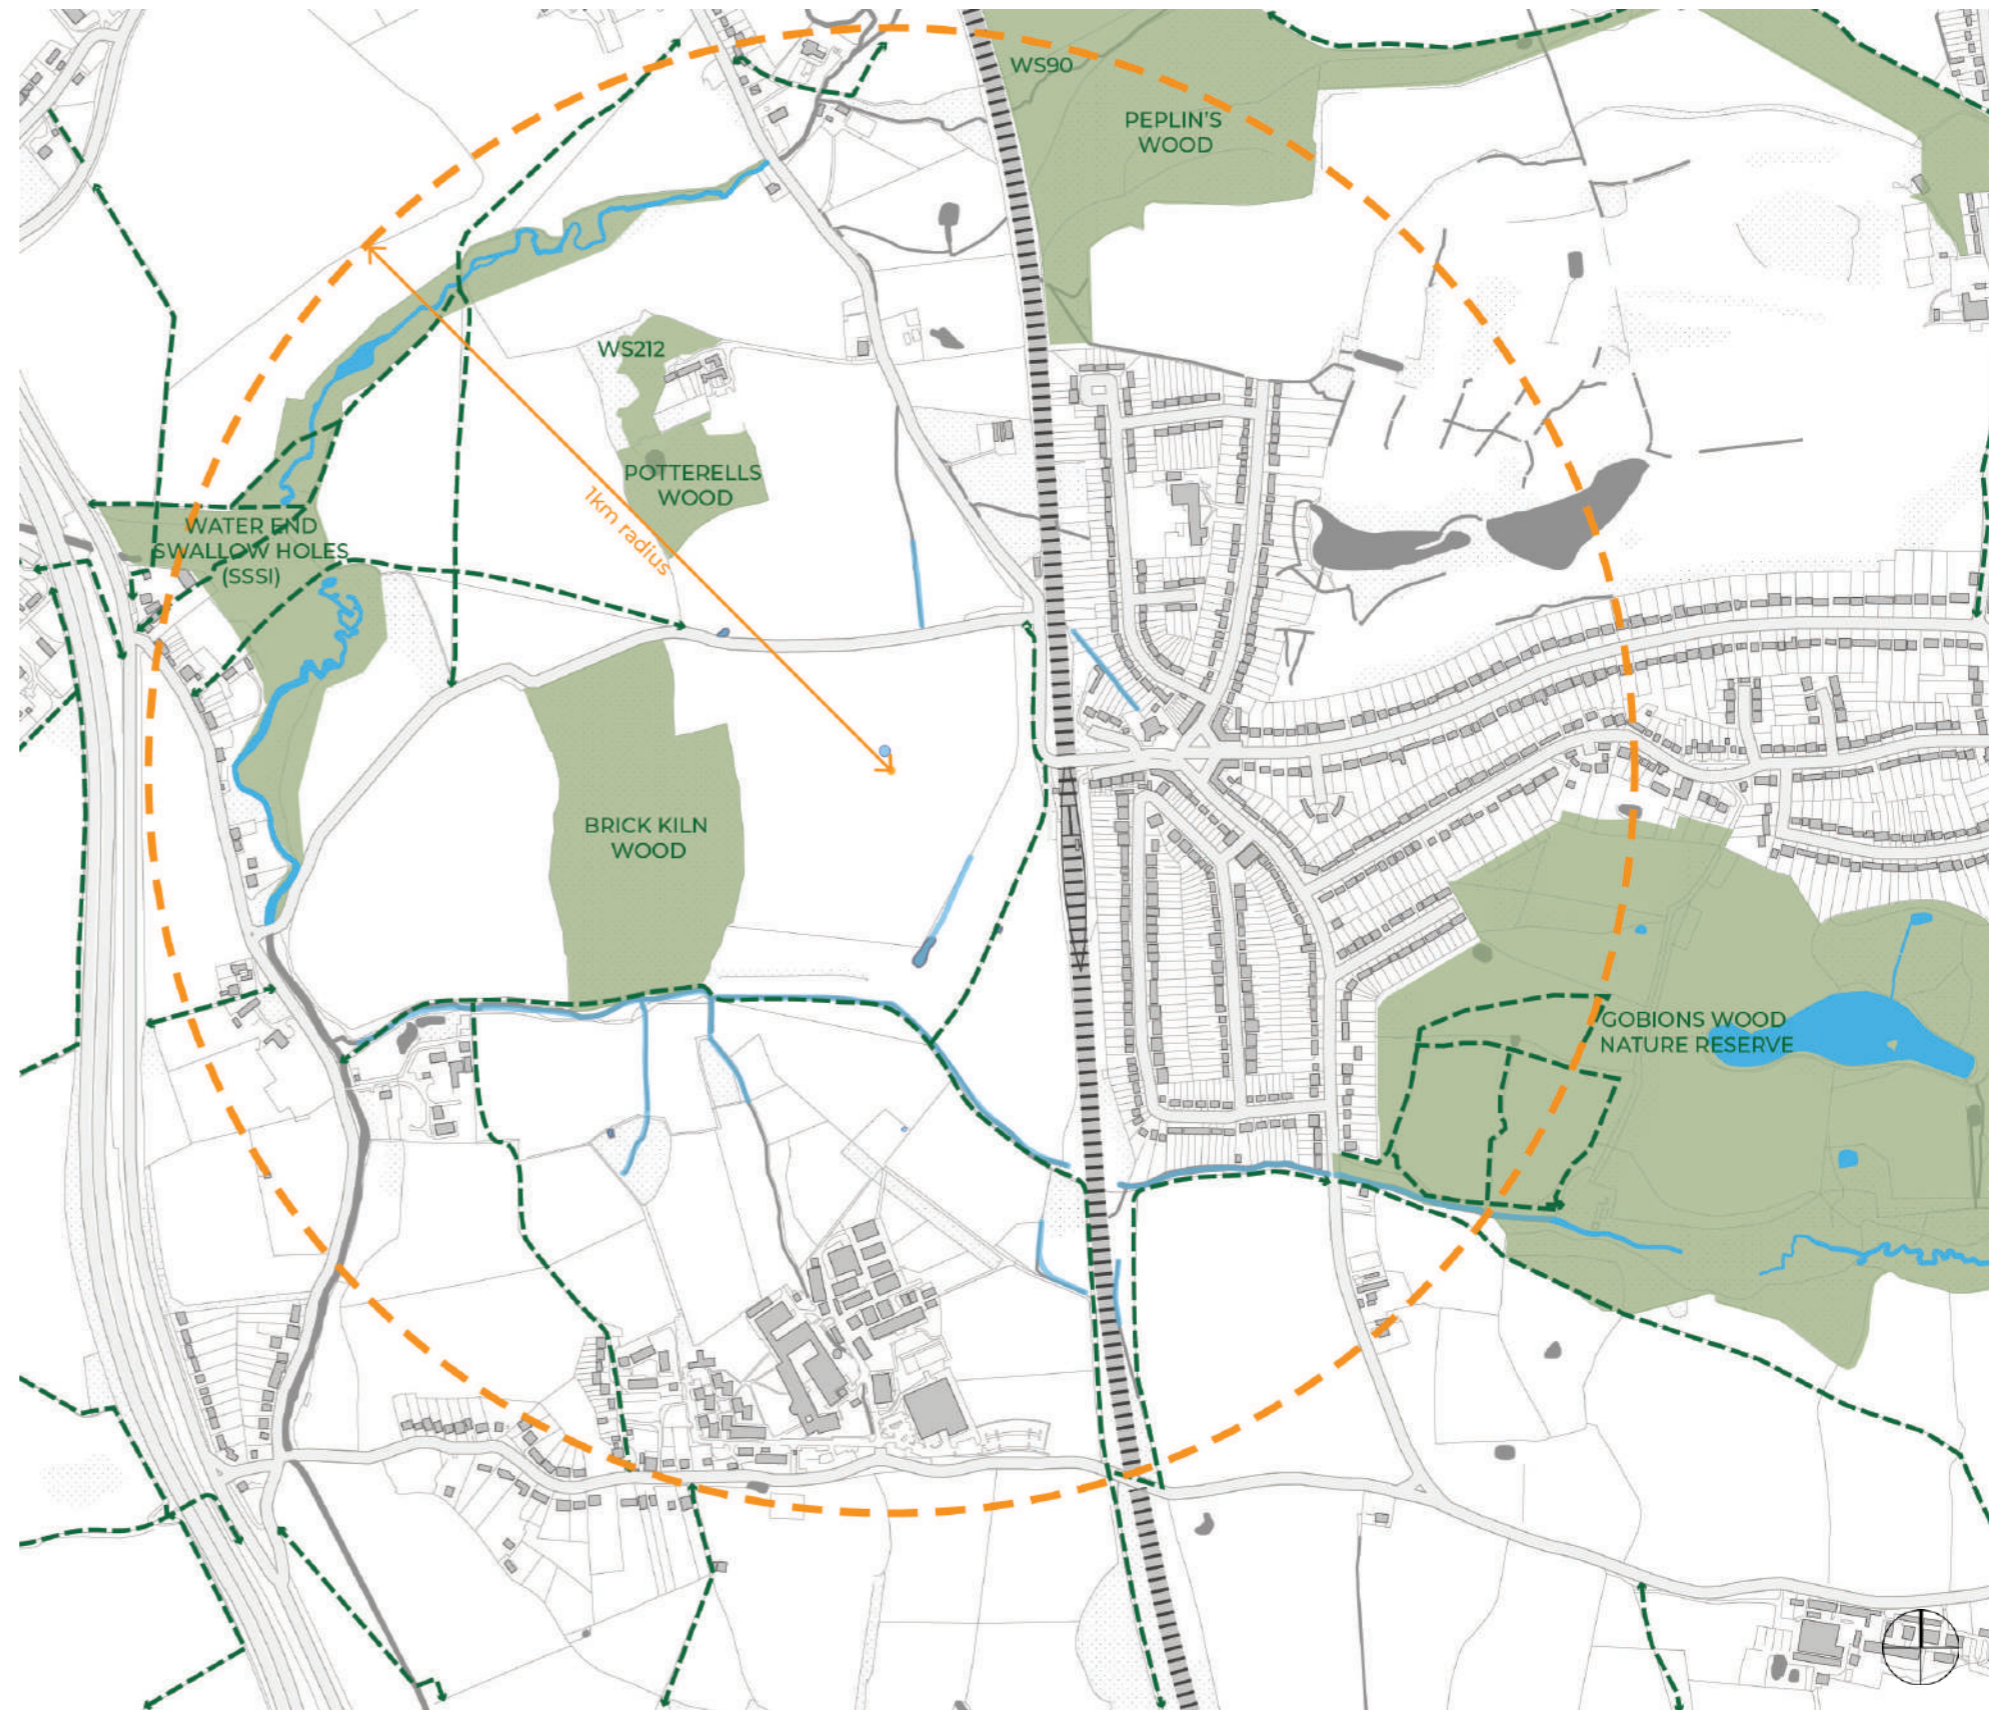 WS90
PEPLIN'S
WOOD
WS212
POTTERELLS
WOOD
1km radius
WATER END
SWALLOW HOLES
(SSSI)
BRICK KILN
WOOD
GOBIONS WOOD
NATURE RESERVE